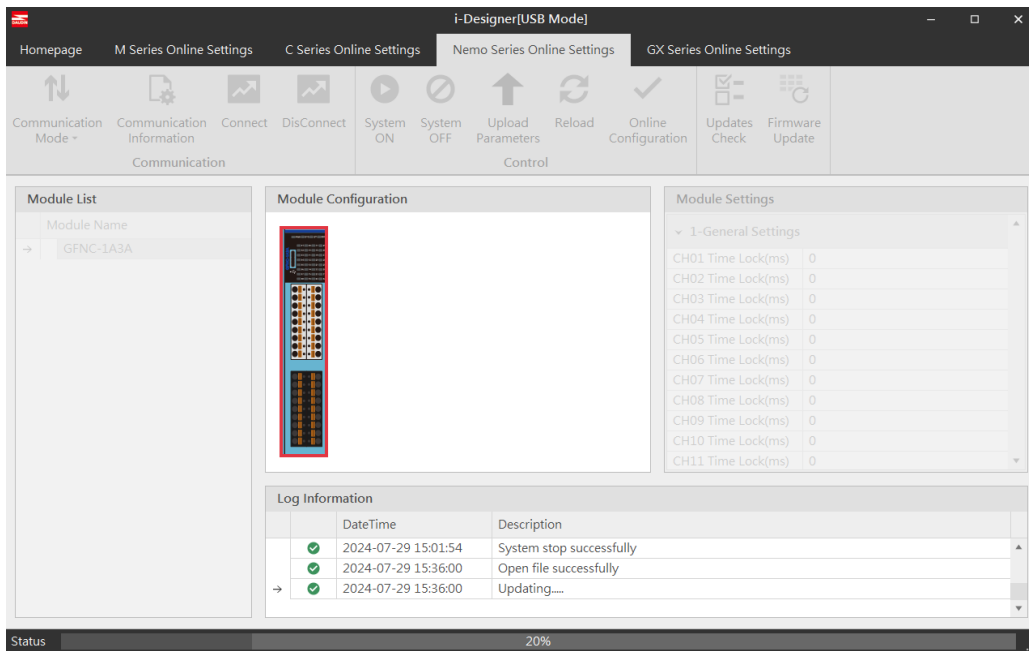 i-Designer[USB Mode]
Homepage M Series Online Settings C Series Online Settings Nemo Series Online Settings GX Series Online Settings
Communication Mode Communication Information Connect DisConnect System ON System OFF Upload Parameters Reload Online Configuration Updates Check Firmware Update
Communication Control
Module List
Module Name
GFNC-1A3A
Module Configuration
Module Settings
1-General Settings
CH01 Time Lock(ms) 0
CH02 Time Lock(ms) 0
CH03 Time Lock(ms) 0
CH04 Time Lock(ms) 0
CH05 Time Lock(ms) 0
CH06 Time Lock(ms) 0
CH07 Time Lock(ms) 0
CH08 Time Lock(ms) 0
CH09 Time Lock(ms) 0
CH10 Time Lock(ms) 0
CH11 Time Lock(ms) 0
Log Information
DateTime Description
2024-07-29 15:01:54 System stop successfully
2024-07-29 15:36:00 Open file successfully
2024-07-29 15:36:00 Updating.....
Status 20%